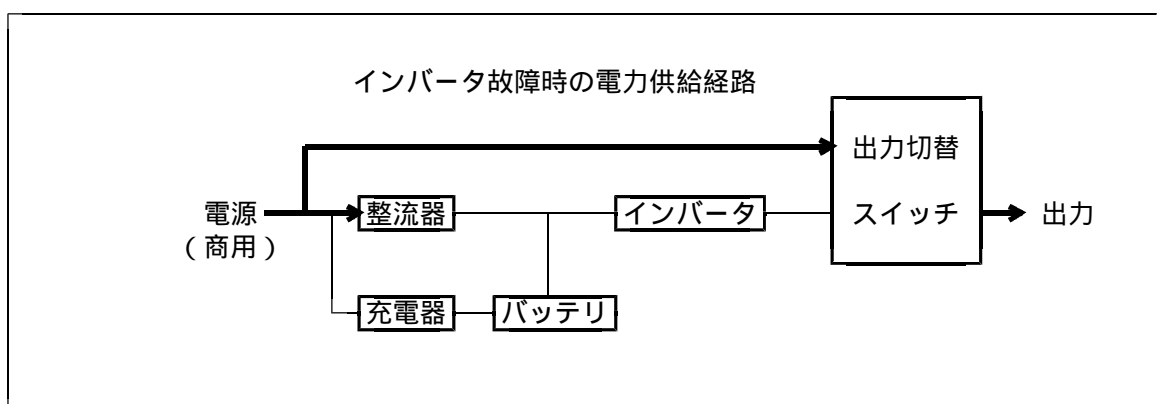 インバータ故障時の電力供給経路
出力切替
電源
整流器
インバータ
スイッチ
出力
(商用)
充電器
バッテリ